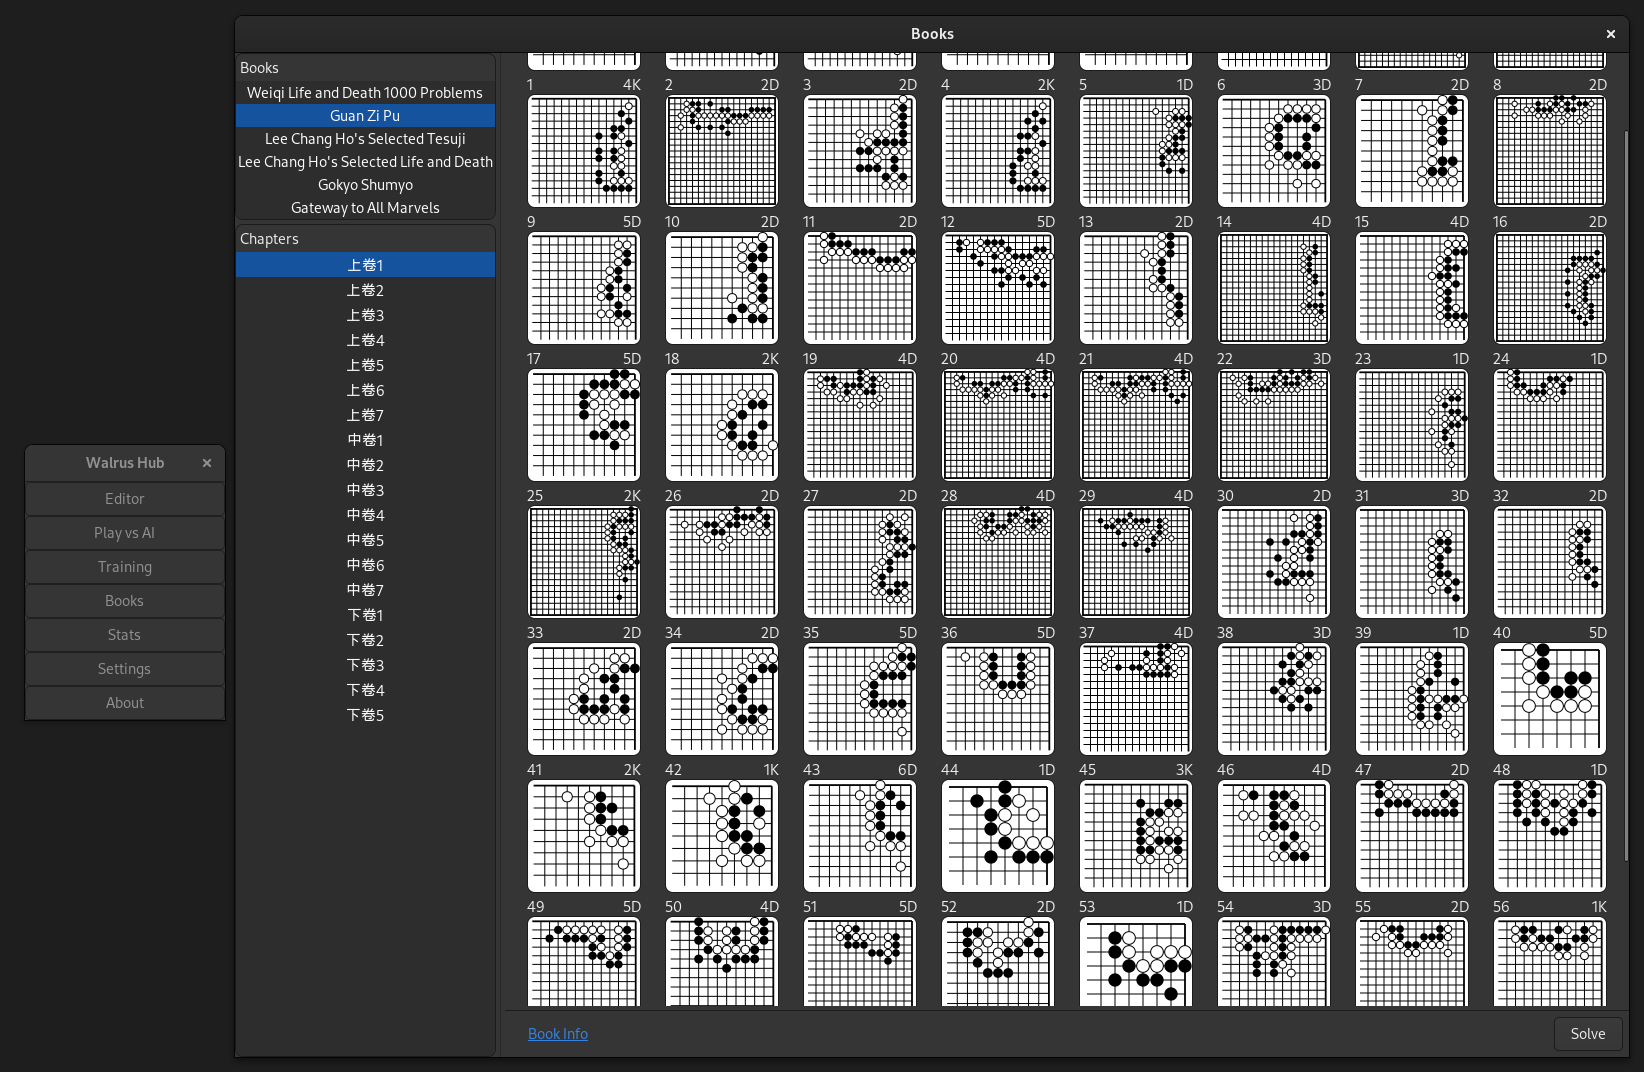 Books
Books
Weiqi Life and Death 1000 Problems
Guan Zi Pu
Lee Chang Ho's Selected Tesuji
Lee Chang Ho's Selected Life and Death
Gokyo Shumyo
Gateway to All Marvels
Chapters
上卷1
上卷2
上卷3
上卷4
上卷5
上卷6
上卷7
中卷1
中卷2
中卷3
中卷4
中卷5
中卷6
中卷7
下卷1
下卷2
下卷3
下卷4
下卷5
Walrus Hub
Editor
Play vs AI
Training
Books
Stats
Settings
About
1 4K 2 2D 3 2D 4 2K 5 1D 6 3D 7 2D 8 2D
9 5D 10 2D 11 2D 12 5D 13 2D 14 4D 15 4D 16 2D
17 5D 18 2K 19 4D 20 4D 21 4D 22 3D 23 1D 24 1D
25 2K 26 2D 27 2D 28 4D 29 4D 30 2D 31 3D 32 2D
33 2D 34 2D 35 5D 36 5D 37 4D 38 3D 39 1D 40 5D
41 2K 42 1K 43 6D 44 1D 45 3K 46 4D 47 2D 48 1D
49 5D 50 4D 51 5D 52 2D 53 1D 54 3D 55 2D 56 1K
Book Info
Solve